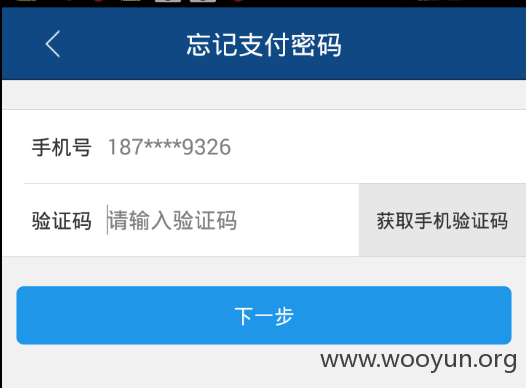 忘记支付密码
手机号 187****9326
验证码 请输入验证码 获取手机验证码
下一步
www.wooyun.org